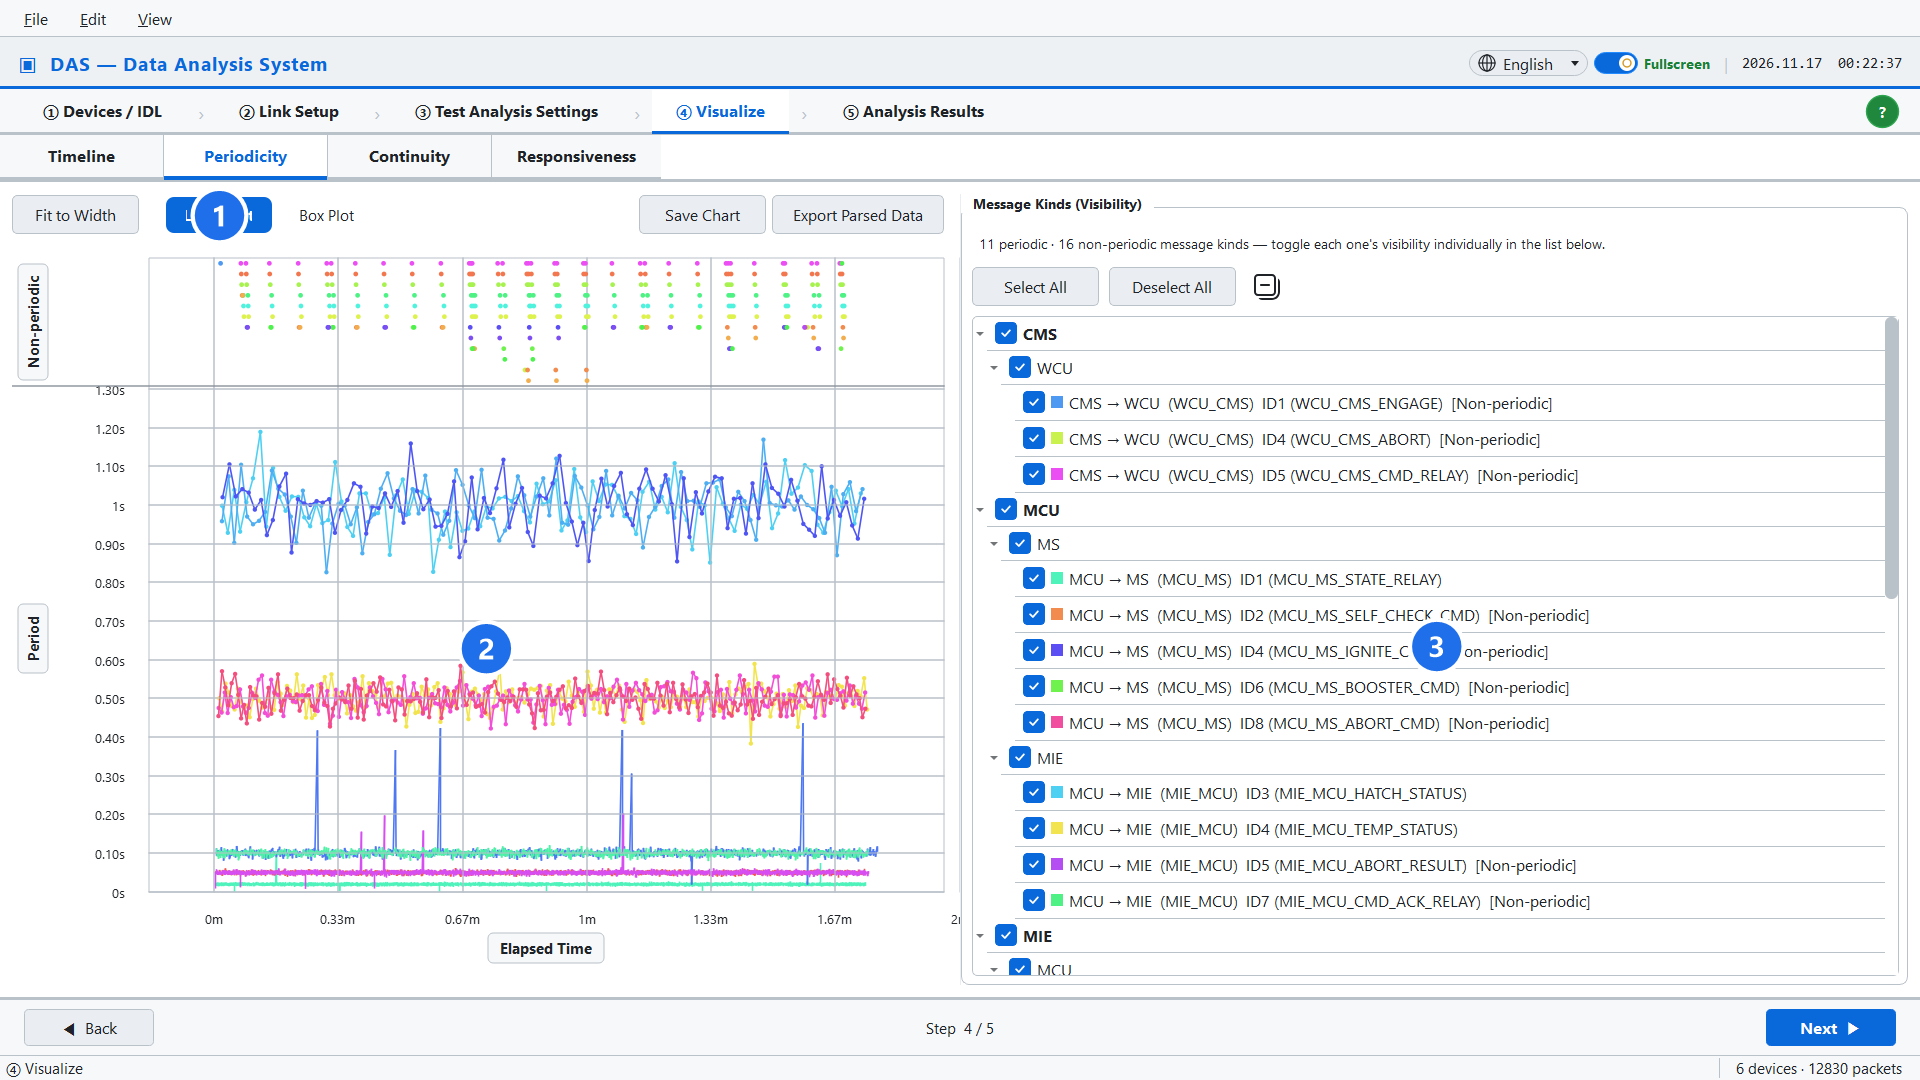 File Edit View
DAS — Data Analysis System
English Fullscreen 2026.11.17 00:22:37
① Devices / IDL › ② Link Setup › ③ Test Analysis Settings › ④ Visualize › ⑤ Analysis Results ?
Timeline Periodicity Continuity Responsiveness
Fit to Width 1 Box Plot Save Chart Export Parsed Data
Message Kinds (Visibility)
11 periodic · 16 non-periodic message kinds — toggle each one's visibility individually in the list below.
Select All Deselect All
Non-periodic
Period
1.30s
1.20s
1.10s
1s
0.90s
0.80s
0.70s
0.60s
0.50s
0.40s
0.30s
0.20s
0.10s
0s
2
0m 0.33m 0.67m 1m 1.33m 1.67m
Elapsed Time
CMS
WCU
CMS → WCU (WCU_CMS) ID1 (WCU_CMS_ENGAGE) [Non-periodic]
CMS → WCU (WCU_CMS) ID4 (WCU_CMS_ABORT) [Non-periodic]
CMS → WCU (WCU_CMS) ID5 (WCU_CMS_CMD_RELAY) [Non-periodic]
MCU
MS
MCU → MS (MCU_MS) ID1 (MCU_MS_STATE_RELAY)
MCU → MS (MCU_MS) ID2 (MCU_MS_SELF_CHECK_CMD) [Non-periodic]
MCU → MS (MCU_MS) ID4 (MCU_MS_IGNITE_C 3 on-periodic]
MCU → MS (MCU_MS) ID6 (MCU_MS_BOOSTER_CMD) [Non-periodic]
MCU → MS (MCU_MS) ID8 (MCU_MS_ABORT_CMD) [Non-periodic]
MIE
MCU → MIE (MIE_MCU) ID3 (MIE_MCU_HATCH_STATUS)
MCU → MIE (MIE_MCU) ID4 (MIE_MCU_TEMP_STATUS)
MCU → MIE (MIE_MCU) ID5 (MIE_MCU_ABORT_RESULT) [Non-periodic]
MCU → MIE (MIE_MCU) ID7 (MIE_MCU_CMD_ACK_RELAY) [Non-periodic]
MIE
MCU
◀ Back Step 4 / 5 Next ▶
④ Visualize 6 devices · 12830 packets